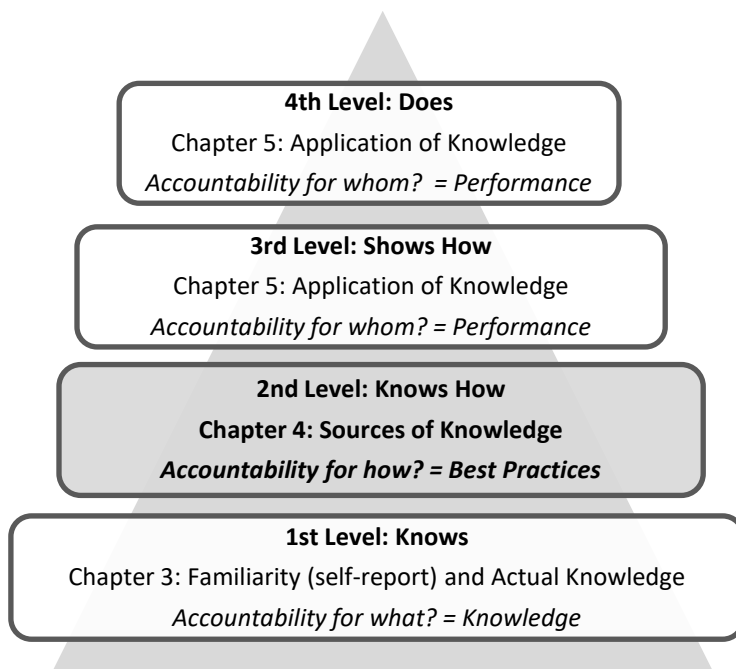 4th Level: Does
Chapter 5: Application of Knowledge
Accountability for whom?  = Performance
3rd Level: Shows How
Chapter 5: Application of Knowledge
Accountability for whom? = Performance
2nd Level: Knows How
Chapter 4: Sources of Knowledge
Accountability for how? = Best Practices
1st Level: Knows
Chapter 3: Familiarity (self-report) and Actual Knowledge
Accountability for what? = Knowledge